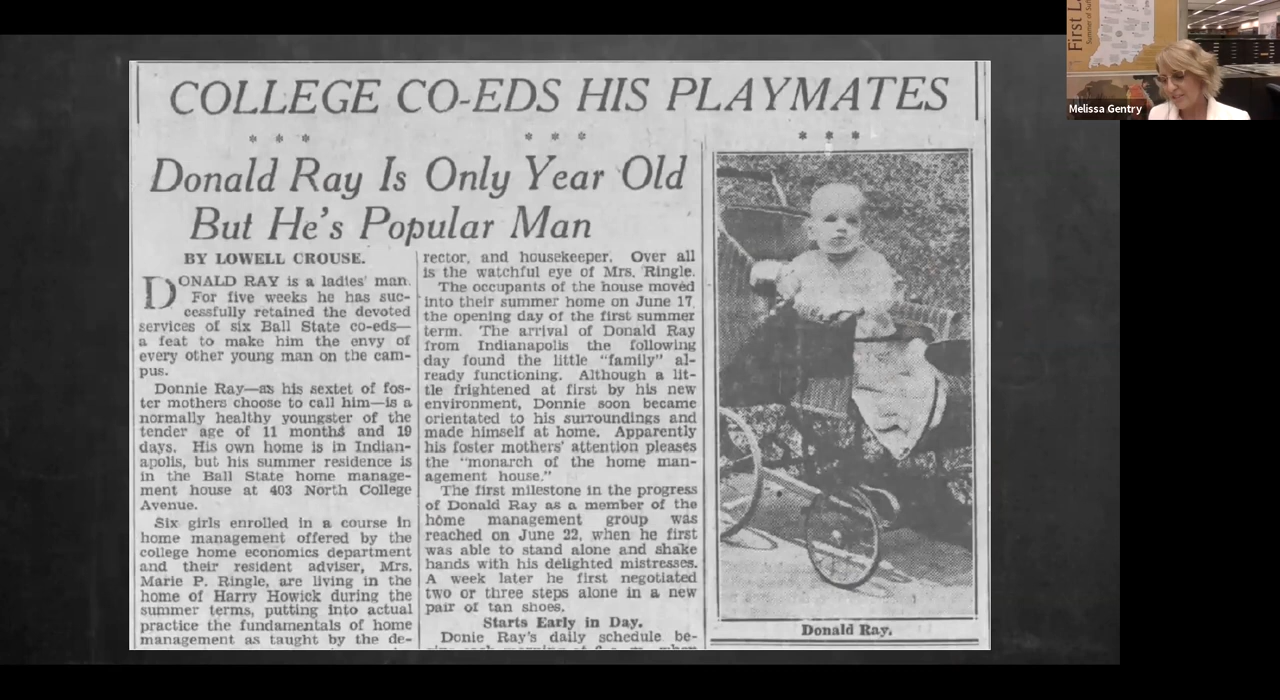 COLLEGE CO-EDS HIS PLAYMATES
* * *
* * *
* * *
Donald Ray Is Only Year Old
But He's Popular Man
BY LOWELL CROUSE.
DONALD RAY is a ladies' man.
For five weeks he has suc-
cessfully retained the devoted
services of six Ball State co-eds—
a feat to make him the envy of
every other young man on the cam-
pus.
Donnie Ray—as his sextet of fos-
ter mothers choose to call him—is a
normally healthy youngster of the
tender age of 11 months and 19
days. His own home is in Indian-
apolis, but his summer residence is
in the Ball State home manage-
ment house at 403 North College
Avenue.
Six girls enrolled in a course in
home management offered by the
college home economics department
and their resident adviser, Mrs.
Marie P. Ringle, are living in the
home of Harry Howick during the
summer terms, putting into actual
practice the fundamentals of home
management as taught by the de-
rector, and housekeeper. Over all
is the watchful eye of Mrs. Ringle.
The occupants of the house moved
into their summer home on June 17,
the opening day of the first summer
term. The arrival of Donald Ray
from Indianapolis the following
day found the little "family" al-
ready functioning. Although a lit-
tle frightened at first by his new
environment, Donnie soon became
orientated to his surroundings and
made himself at home. Apparently
his foster mothers' attention pleases
the "monarch of the home man-
agement house."
The first milestone in the progress
of Donald Ray as a member of the
home management group was
reached on June 22, when he first
was able to stand alone and shake
hands with his delighted mistresses.
A week later he first negotiated
two or three steps alone in a new
pair of tan shoes.
Starts Early in Day.
Donie Ray's daily schedule be-
Donald Ray.
First
Summer of
Melissa Gentry